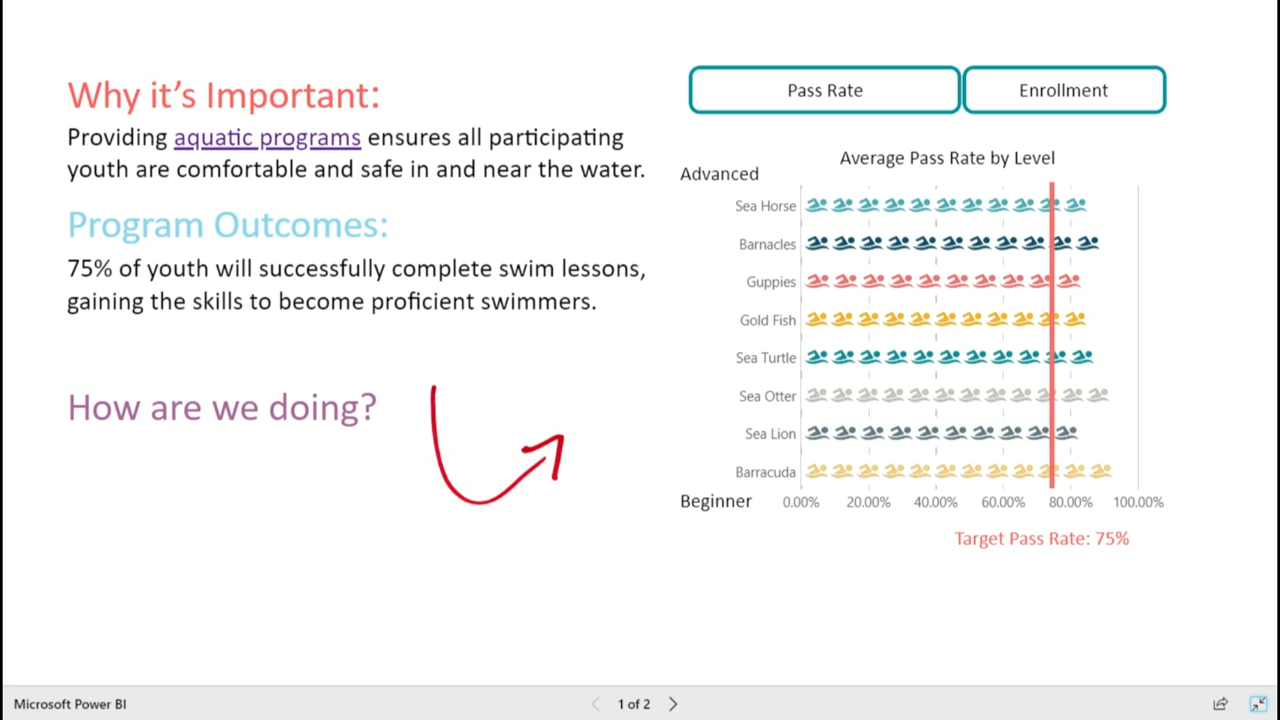 Why it's Important:
Providing aquatic programs ensures all participating
youth are comfortable and safe in and near the water.
Program Outcomes:
75% of youth will successfully complete swim lessons,
gaining the skills to become proficient swimmers.
How are we doing?
Pass Rate
Enrollment
Average Pass Rate by Level
Advanced
Sea Horse
Barnacles
Guppies
Gold Fish
Sea Turtle
Sea Otter
Sea Lion
Barracuda
Beginner
0.00% 20.00% 40.00% 60.00% 80.00% 100.00%
Target Pass Rate: 75%
Microsoft Power BI
1 of 2